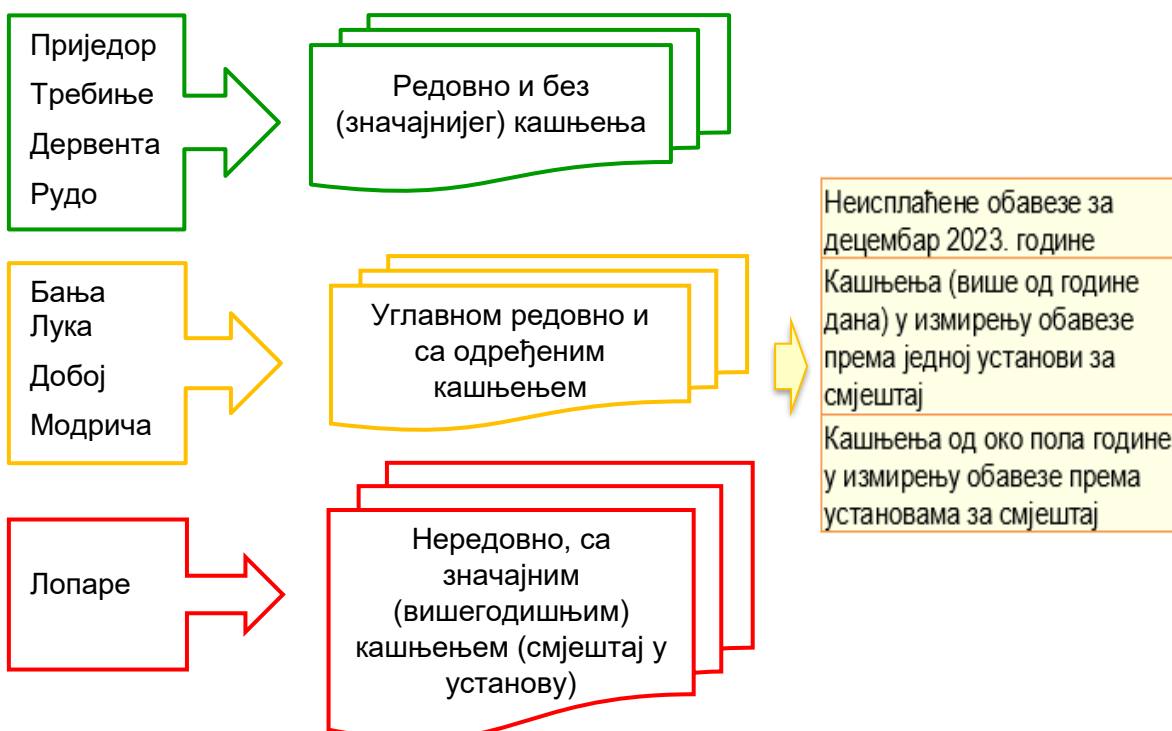 Приједор
Требиње
Дервента
Рудо
Редовно и без
(значајнијег) кашњења
Бања
Лука
Добој
Модрича
Углавном редовно и
са одређеним
кашњењем
Неисплаћене обавезе за
децембар 2023. године
Кашњења (више од године
дана) у измирењу обавезе
према једној установи за
смјештај
Кашњења од око пола године
у измирењу обавезе према
установама за смјештај
Лопаре
Нередовно, са
значајним
(вишегодишњим)
кашњењем (смјештај у
установу)